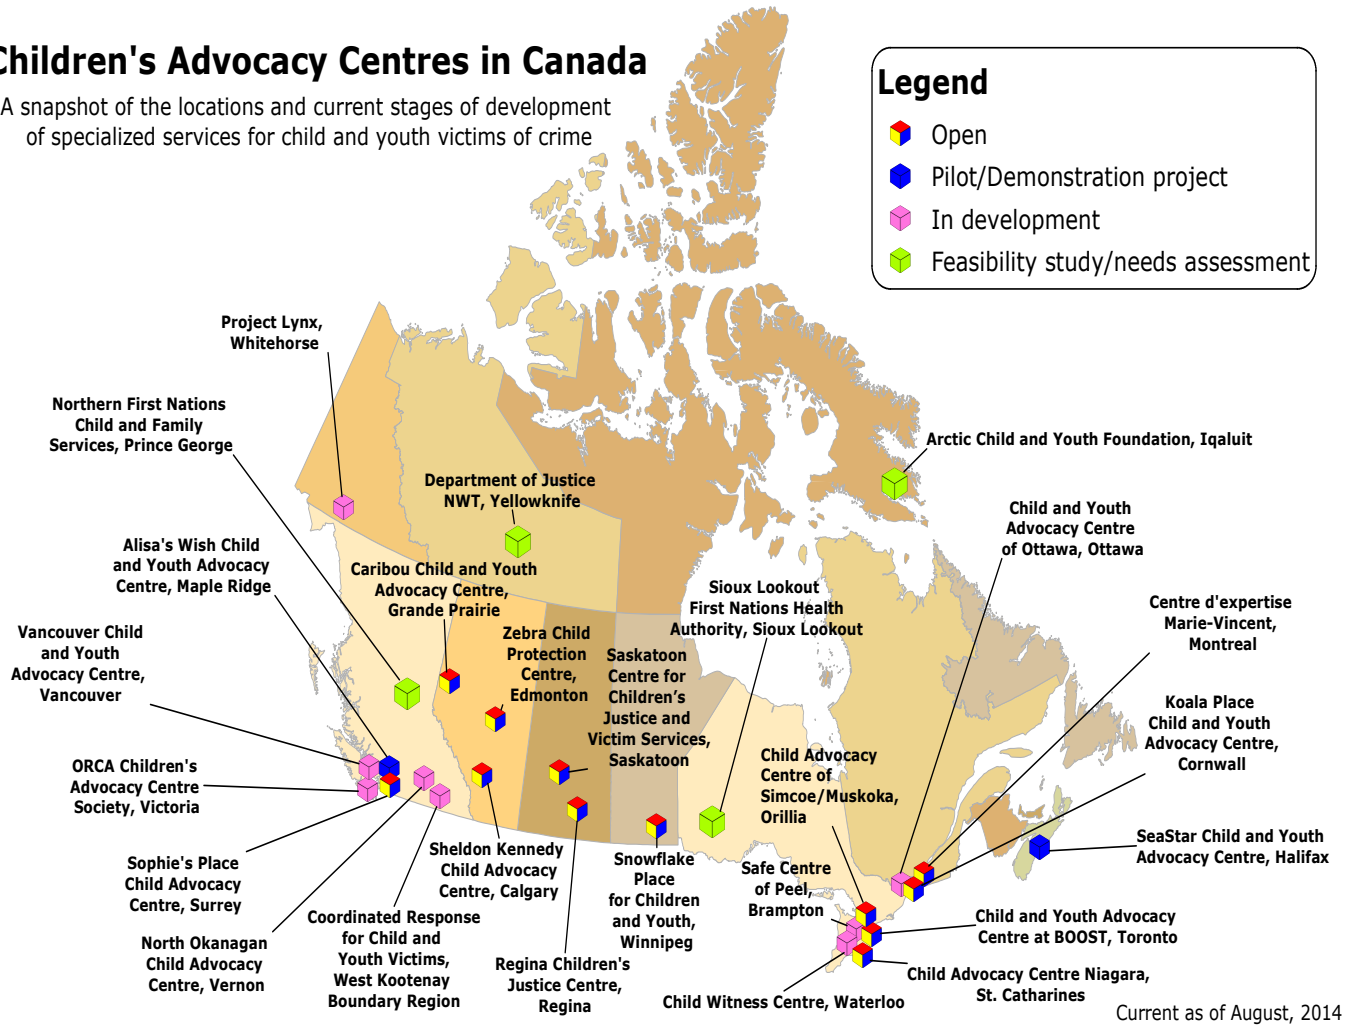 Children's Advocacy Centres in Canada
A snapshot of the locations and current stages of development
of specialized services for child and youth victims of crime
Legend
Open
Pilot/Demonstration project
In development
Feasibility study/needs assessment
Project Lynx,
Whitehorse
Northern First Nations
Child and Family
Services, Prince George
Department of Justice
NWT, Yellowknife
Arctic Child and Youth Foundation, Iqaluit
Child and Youth
Advocacy Centre
of Ottawa, Ottawa
Alisa's Wish Child
and Youth Advocacy
Centre, Maple Ridge
Caribou Child and Youth
Advocacy Centre,
Grande Prairie
Sioux Lookout
First Nations Health
Authority, Sioux Lookout
Centre d'expertise
Marie-Vincent,
Montreal
Vancouver Child
and Youth
Advocacy Centre,
Vancouver
Zebra Child
Protection
Centre,
Edmonton
Saskatoon
Centre for
Children’s
Justice and
Victim Services,
Saskatoon
Koala Place
Child and Youth
Advocacy Centre,
Cornwall
ORCA Children's
Advocacy Centre
Society, Victoria
Child Advocacy
Centre of
Simcoe/Muskoka,
Orillia
SeaStar Child and Youth
Advocacy Centre, Halifax
Sophie's Place
Child Advocacy
Centre, Surrey
Sheldon Kennedy
Child Advocacy
Centre, Calgary
Snowflake
Place
for Children
and Youth,
Winnipeg
Safe Centre
of Peel,
Brampton
North Okanagan
Child Advocacy
Centre, Vernon
Coordinated Response
for Child and
Youth Victims,
West Kootenay
Boundary Region
Regina Children's
Justice Centre,
Regina
Child and Youth Advocacy
Centre at BOOST, Toronto
Child Advocacy Centre Niagara,
St. Catharines
Child Witness Centre, Waterloo
Current as of August, 2014